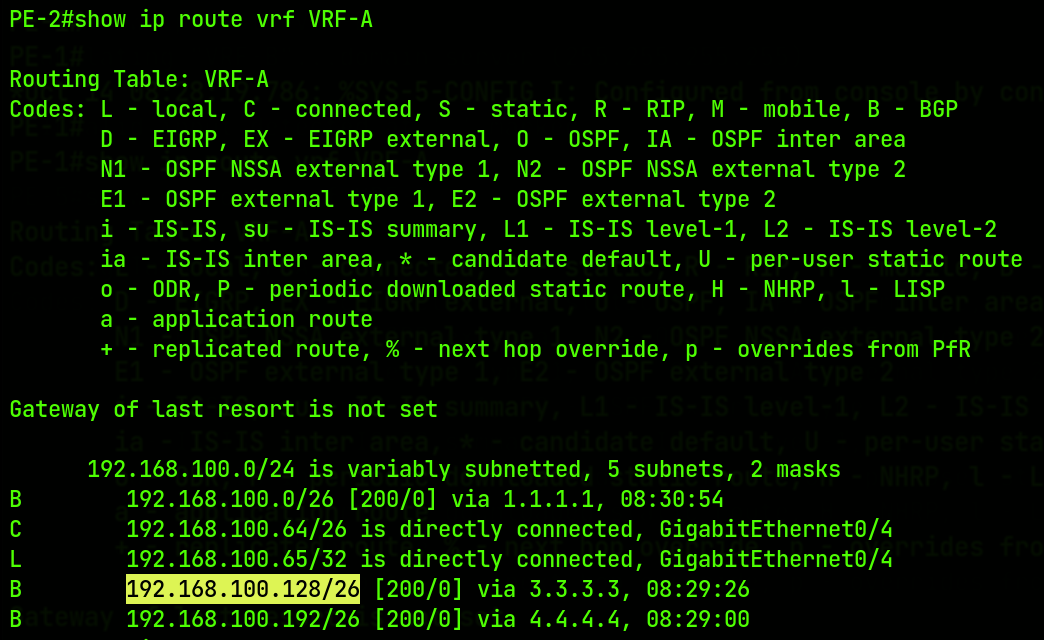 PE-2#show ip route vrf VRF-A
Routing Table: VRF-A
Codes: L - local, C - connected, S - static, R - RIP, M - mobile, B - BGP
D - EIGRP, EX - EIGRP external, O - OSPF, IA - OSPF inter area
N1 - OSPF NSSA external type 1, N2 - OSPF NSSA external type 2
E1 - OSPF external type 1, E2 - OSPF external type 2
i - IS-IS, su - IS-IS summary, L1 - IS-IS level-1, L2 - IS-IS level-2
ia - IS-IS inter area, * - candidate default, U - per-user static route
o - ODR, P - periodic downloaded static route, H - NHRP, l - LISP
a - application route
+ - replicated route, % - next hop override, p - overrides from PfR
Gateway of last resort is not set
192.168.100.0/24 is variably subnetted, 5 subnets, 2 masks
B 192.168.100.0/26 [200/0] via 1.1.1.1, 08:30:54
C 192.168.100.64/26 is directly connected, GigabitEthernet0/4
L 192.168.100.65/32 is directly connected, GigabitEthernet0/4
B 192.168.100.128/26 [200/0] via 3.3.3.3, 08:29:26
B 192.168.100.192/26 [200/0] via 4.4.4.4, 08:29:00